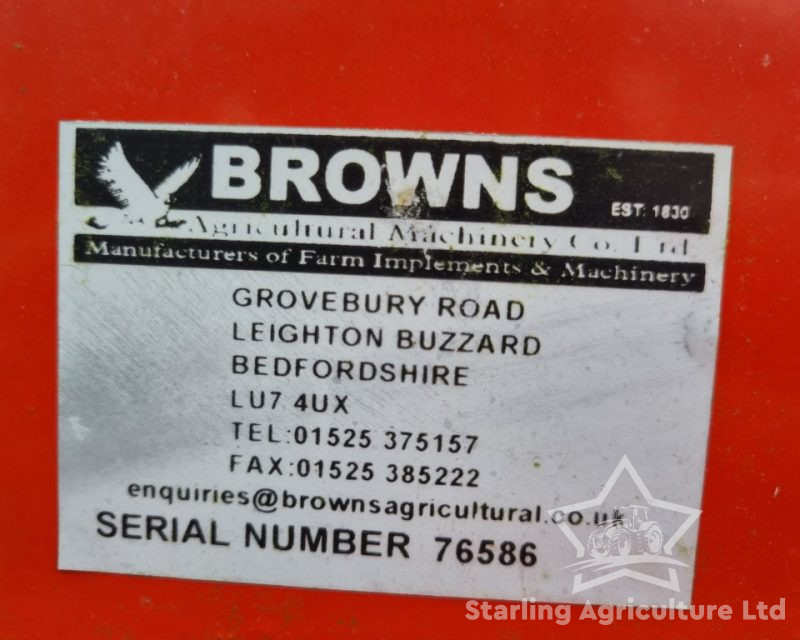 BROWNS
EST. 1830
Agricultural Machinery Co. Ltd.
Manufacturers of Farm Implements & Machinery
GROVEBURY ROAD
LEIGHTON BUZZARD
BEDFORDSHIRE
LU7 4UX
TEL:01525 375157
FAX:01525 385222
enquiries@brownsagricultural.co.uk
SERIAL NUMBER 76586
Starling Agriculture Ltd